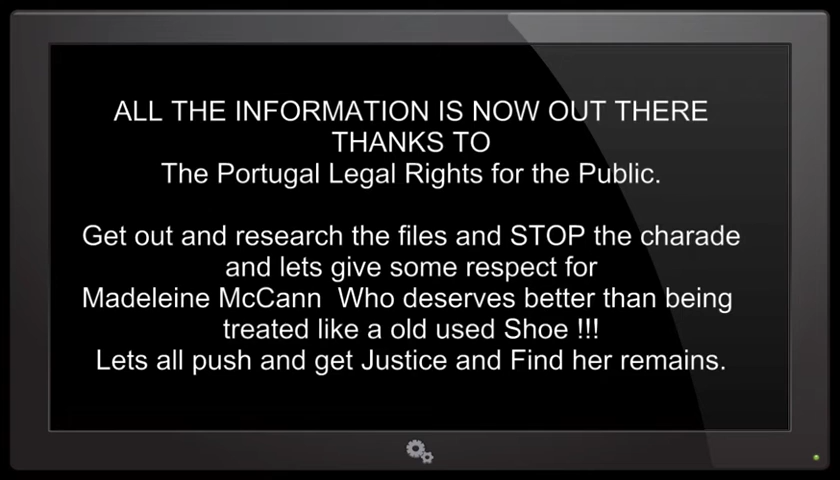 ALL THE INFORMATION IS NOW OUT THERE
THANKS TO
The Portugal Legal Rights for the Public.
Get out and research the files and STOP the charade
and lets give some respect for
Madeleine McCann  Who deserves better than being
treated like a old used Shoe !!!
Lets all push and get Justice and Find her remains.